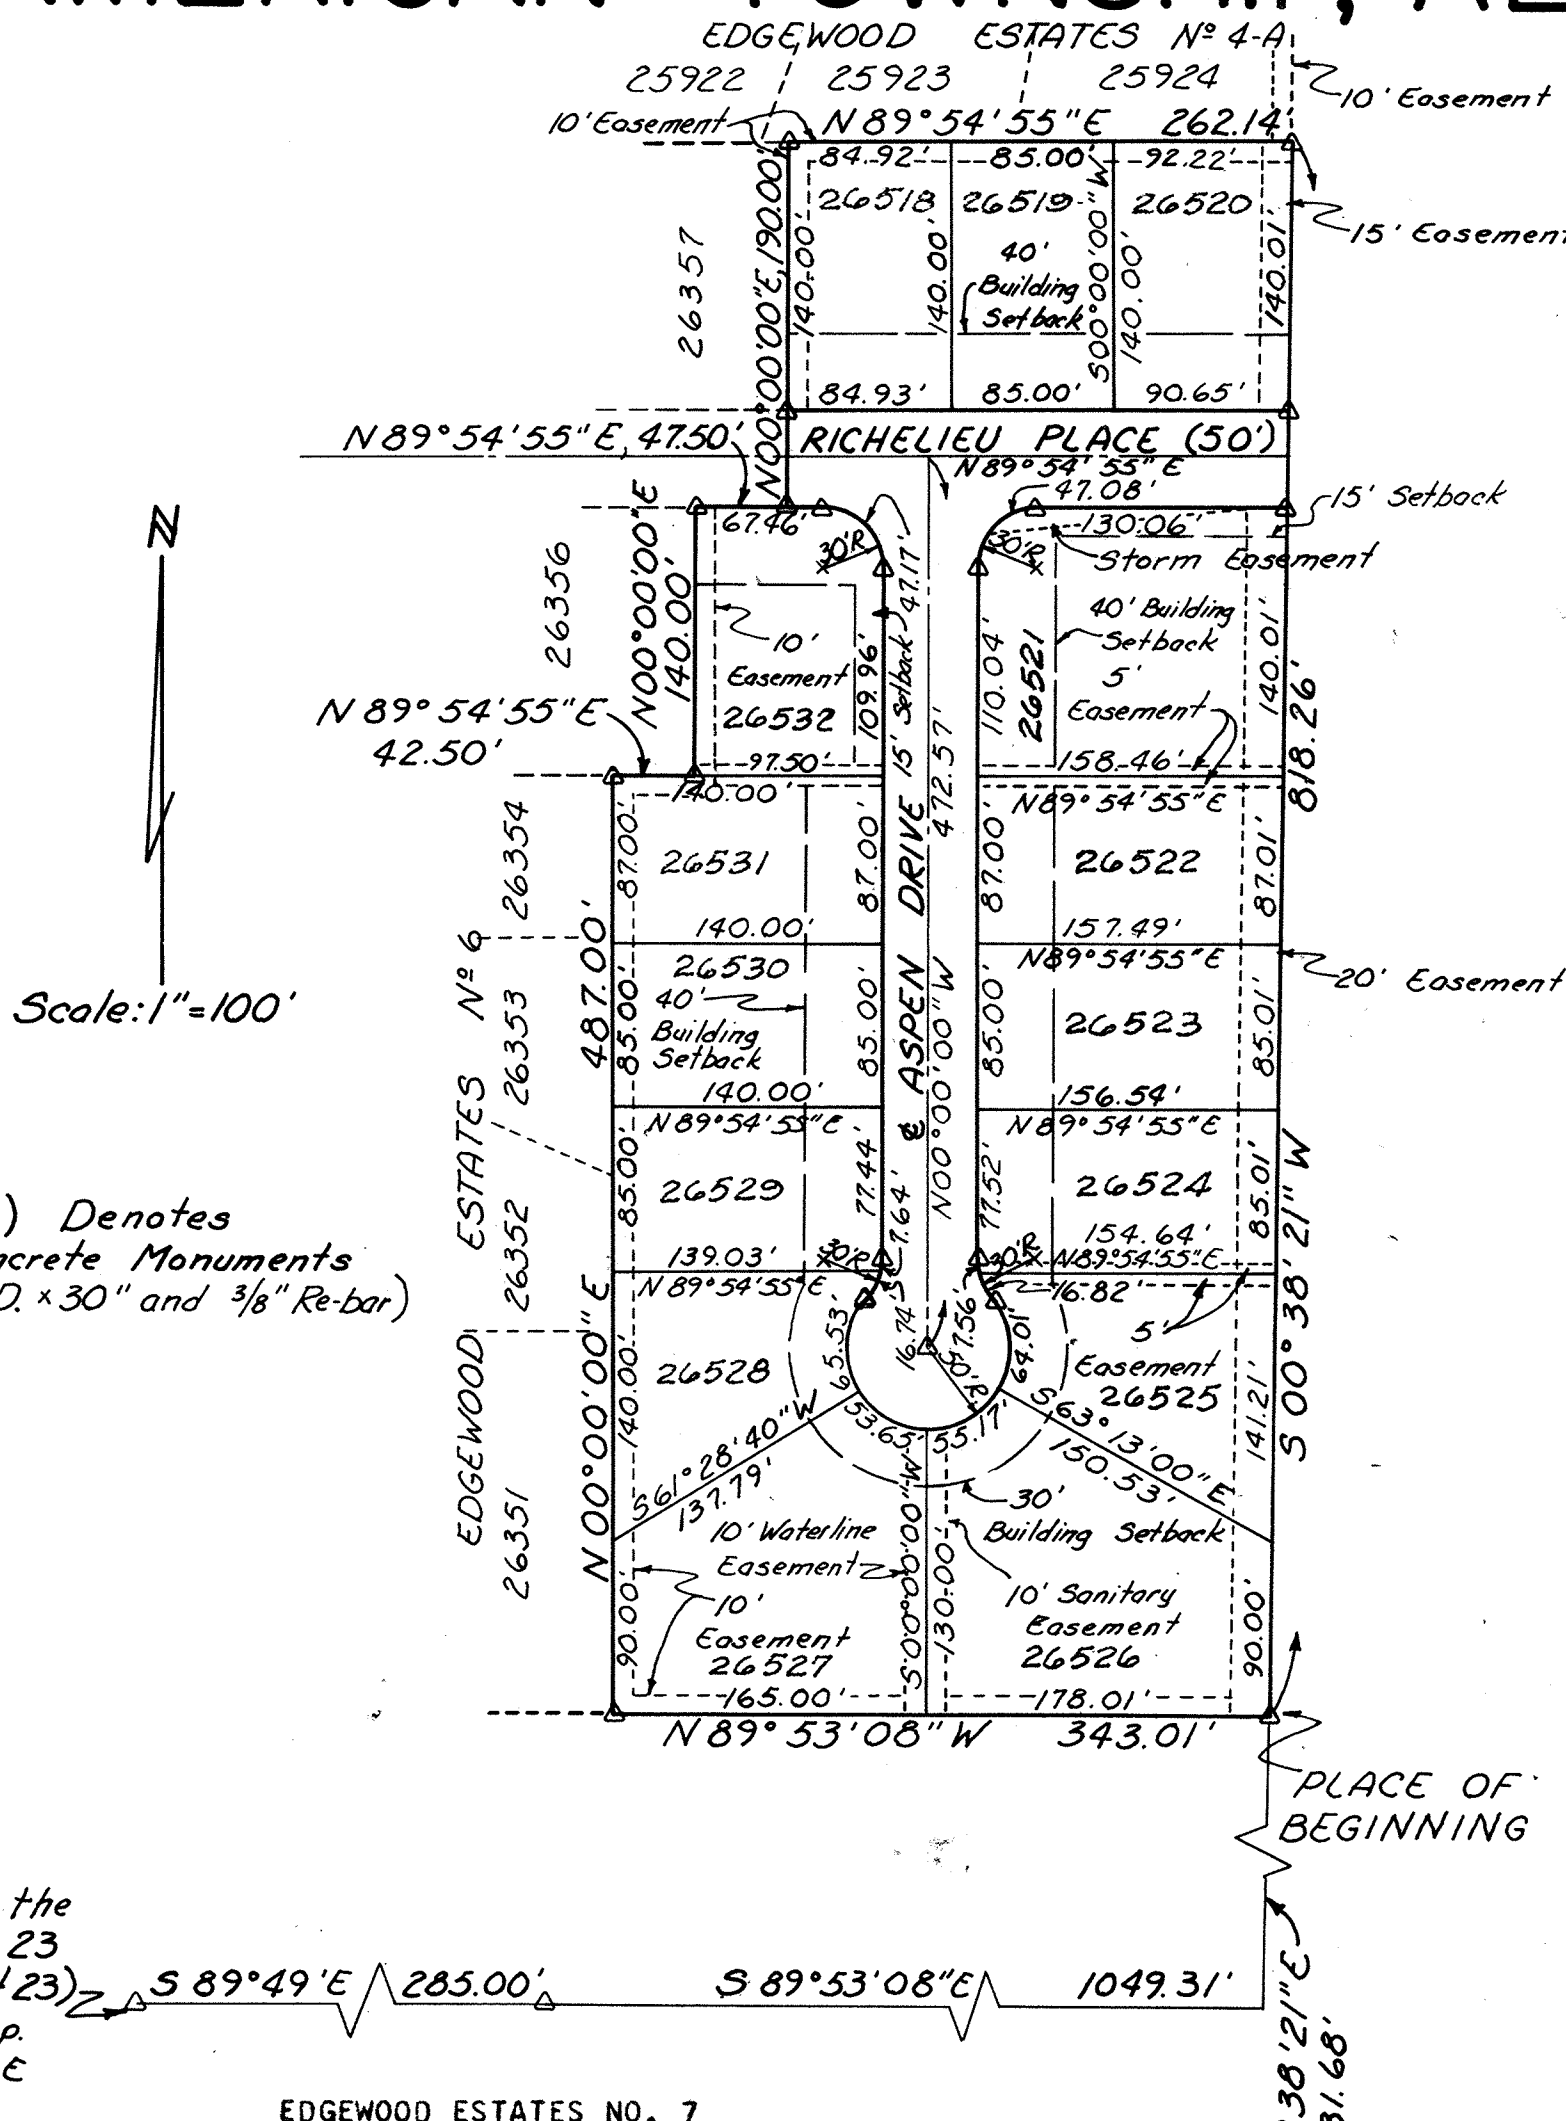 EDGEWOOD ESTATES Nº 4-A
25922 25923 25924
10' Easement
10' Easement
N 89° 54' 55" E 262.14'
84.92' 85.00' 92.22'
26518 26519 26520
15' Easement
26357
N00°00'00"E, 190.00'
140.00'
140.00'
S00°00'00"W
140.00'
140.01'
40'
Building
Setback
84.93' 85.00' 90.65'
N 89° 54' 55" E, 47.50'
RICHELIEU PLACE (50')
N 89° 54' 55" E
47.08'
15' Setback
67.46'
130.06'
30'R
30'R
47.17'
Storm Easement
N
26356
N00°00'00"E
140.00'
10'
Easement
26532
109.96'
15' Setback
110.04'
26521
40' Building
Setback
5'
Easement
140.01'
818.26'
N 89° 54' 55" E
42.50'
97.50'
158.46'
140.00'
N 89° 54' 55" E
472.57'
26354
87.00'
26531
87.00'
87.00'
26522
87.01'
140.00'
157.49'
N 89° 54' 55" E
20' Easement
Scale: 1" = 100'
EDGEWOOD ESTATES Nº 6
26353
487.00'
85.00'
26530
40'
Building
Setback
85.00'
℄ ASPEN DRIVE
N00°00'00"W
85.00'
26523
85.01'
140.00'
156.54'
N 89° 54' 55" E
N 89° 54' 55" E
) Denotes
ncrete Monuments
D. x 30" and 3/8" Re-bar)
26352
85.00'
26529
77.44'
7.64'
77.52'
26524
85.01'
S 00° 38' 21" W
139.03'
30'R
30'R
154.64'
N 89° 54' 55" E
N 89° 54' 55" E
16.82'
16.74'
7.56'
5'
Easement
N 00°00'00" E
140.00'
26528
65.53'
50'R
64.01'
26525
141.21'
S 61° 28' 40" W
137.79'
53.65'
55.17'
S 63° 13' 00" E
150.53'
26351
30'
Building Setback
10' Waterline
Easement
S 00°00'00" W
130.00'
10' Sanitary
Easement
26526
90.00'
10'
Easement
26527
90.00'
165.00'
178.01'
N 89° 53' 08" W 343.01'
PLACE OF
BEGINNING
the
23
23)
p.
E
S 89° 49' E 285.00'
S 89° 53' 08" E 1049.31'
38' 21" E
31.68'
EDGEWOOD ESTATES NO. 7